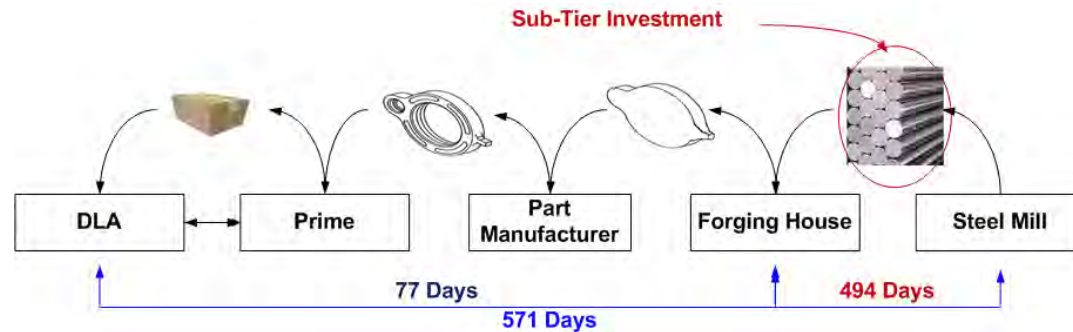 Sub-Tier Investment
DLA
Prime
Part
Manufacturer
Forging House
Steel Mill
77 Days
494 Days
571 Days